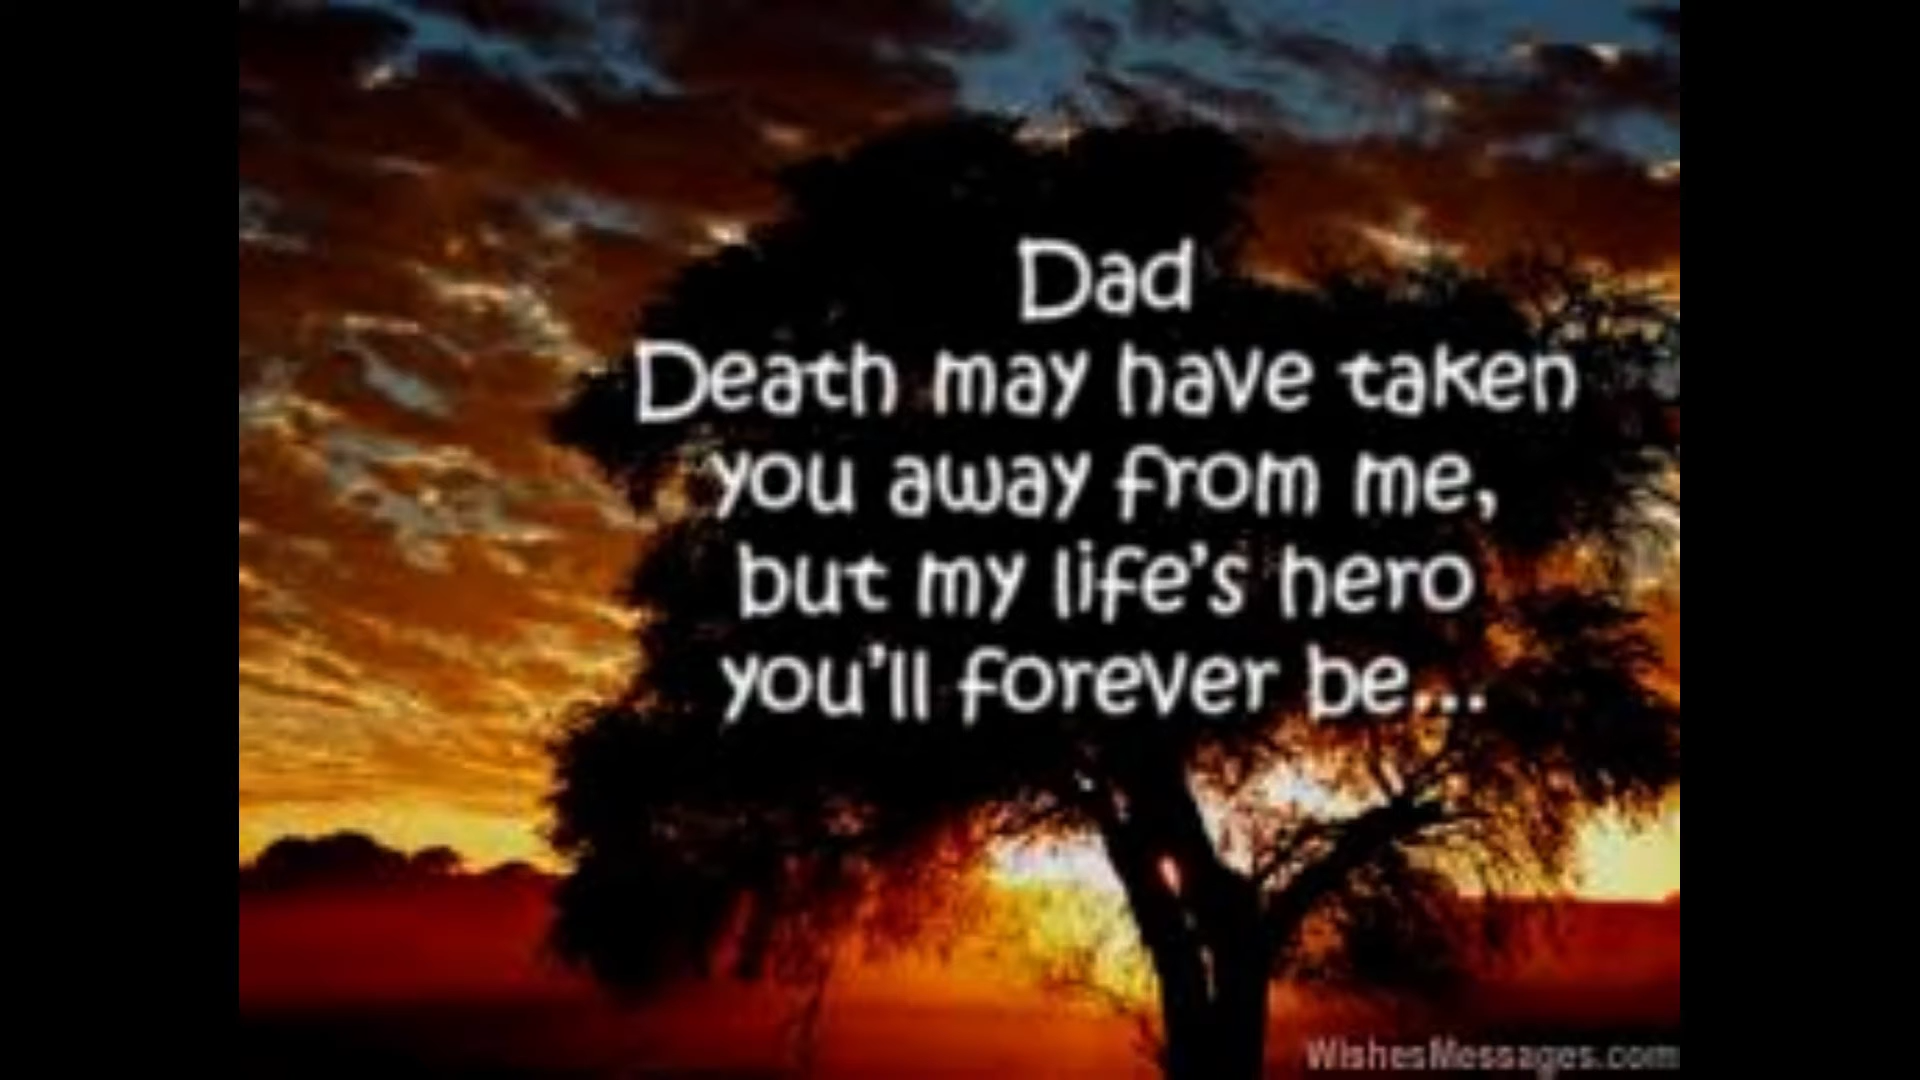 Dad
Death may have taken
you away from me,
but my life's hero
you'll forever be...
WishesMessages.com